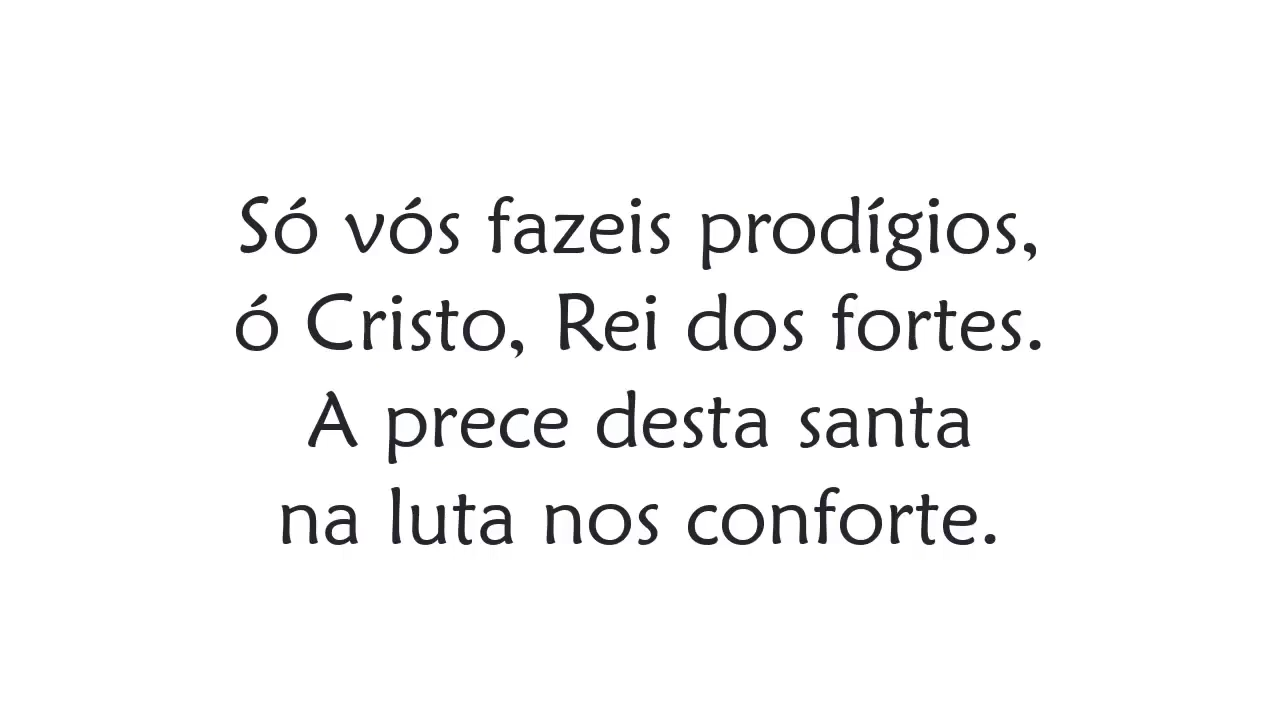 Só vós fazeis prodígios,
ó Cristo, Rei dos fortes.
A prece desta santa
na luta nos conforte.